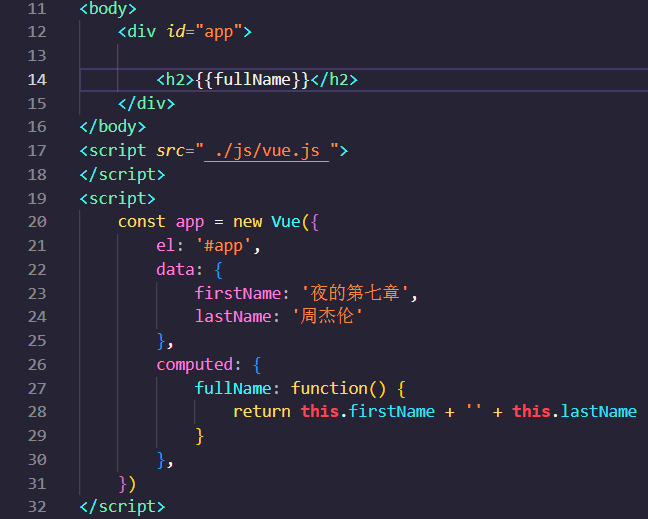 11 <body>
12     <div id="app">
13
14         <h2>{{fullName}}</h2>
15     </div>
16 </body>
17 <script src=" ./js/vue.js ">
18 </script>
19 <script>
20     const app = new Vue({
21         el: '#app',
22         data: {
23             firstName: '夜的第七章',
24             lastName: '周杰伦'
25         },
26         computed: {
27             fullName: function() {
28                 return this.firstName + '' + this.lastName
29             }
30         },
31     })
32 </script>